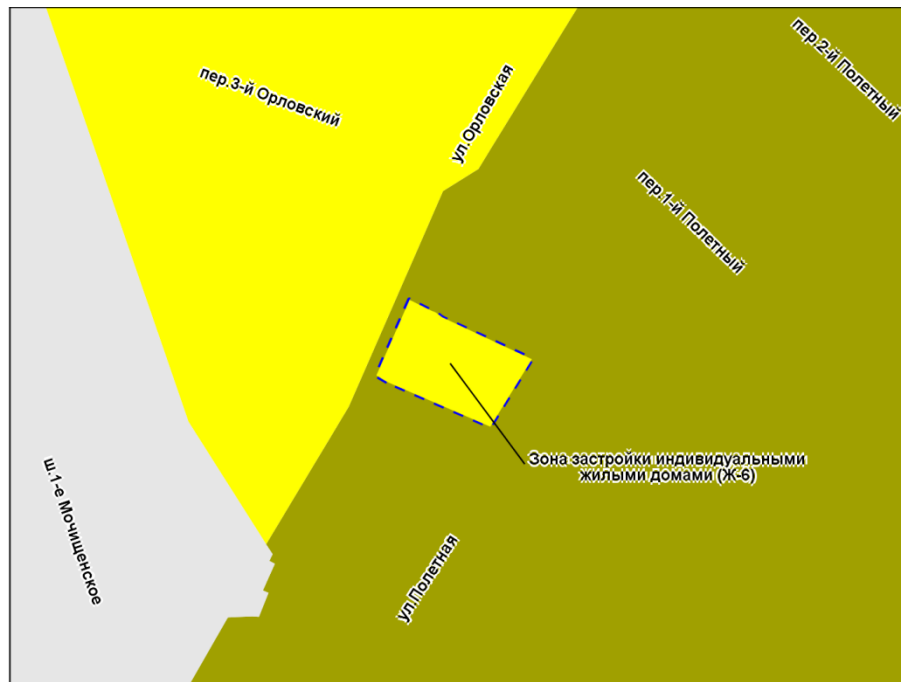 пер.2-й Полетный
пер.3-й Орловский
ул.Орловская
пер.1-й Полетный
Зона застройки индивидуальными
жилыми домами (Ж-6)
ш.1-е Мочищенское
ул.Полетная